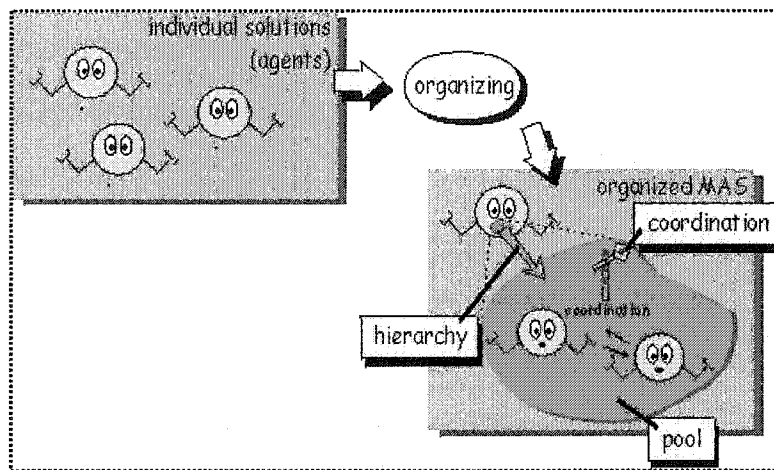 individual solutions
(agents)
organizing
organized MAS
coordination
coordination
hierarchy
pool